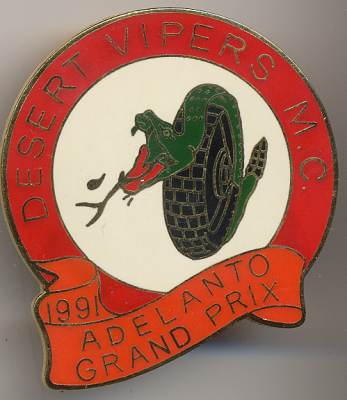 DESERT VIPERS M.C.
1991
ADELANTO
GRAND PRIX